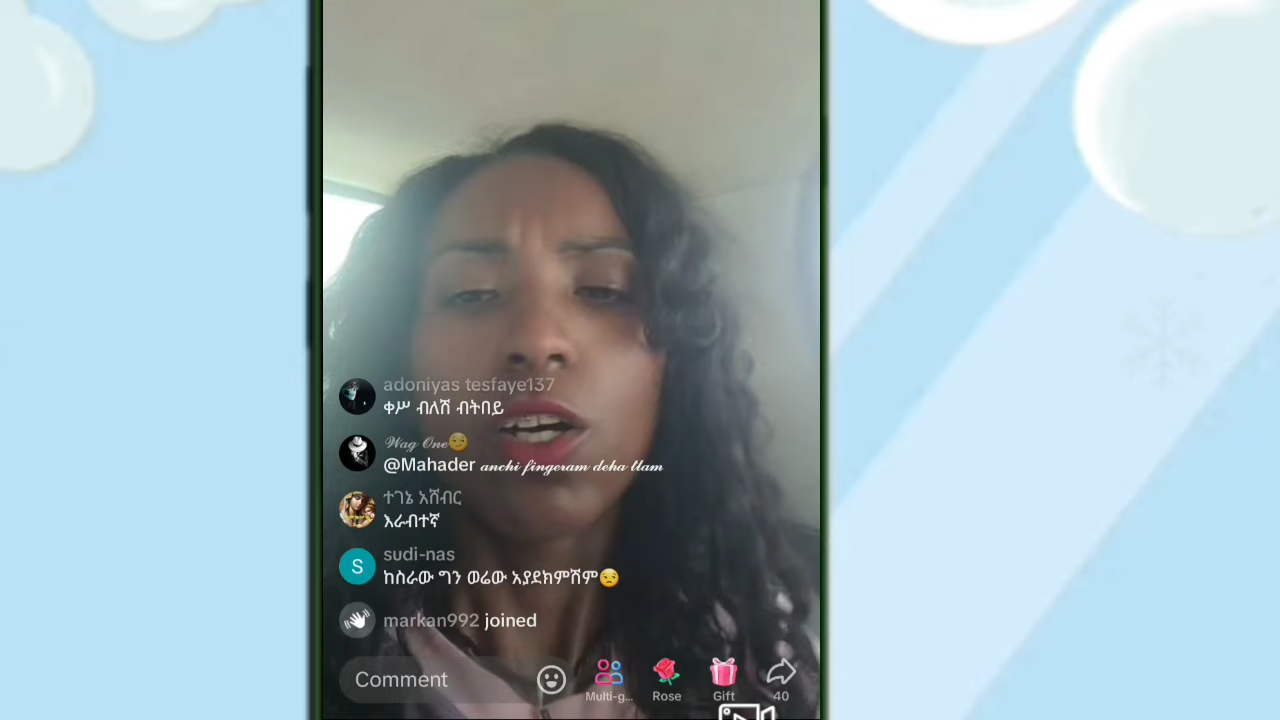 adoniyas tesfaye137
ቀሥ ብለሽ ብትበይ
Wag One😏
@Mahader anchi fingeram deha llam
ተገኔ አሸብር
እራብተኛ
S
sudi-nas
ከስራው ግን ወሬው አያደክምሽም😒
markan992 joined
Comment
Multi-g...
Rose
Gift
40